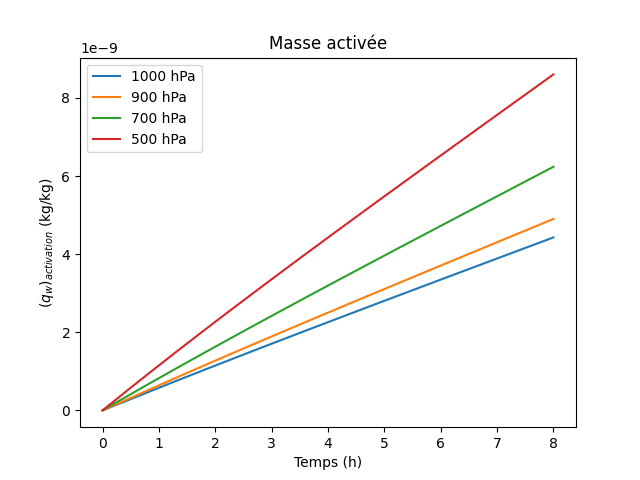 Masse activée
1e−9
1000 hPa
900 hPa
700 hPa
500 hPa
8
6
4
2
0
(q_w)_activation (kg/kg)
0 1 2 3 4 5 6 7 8
Temps (h)